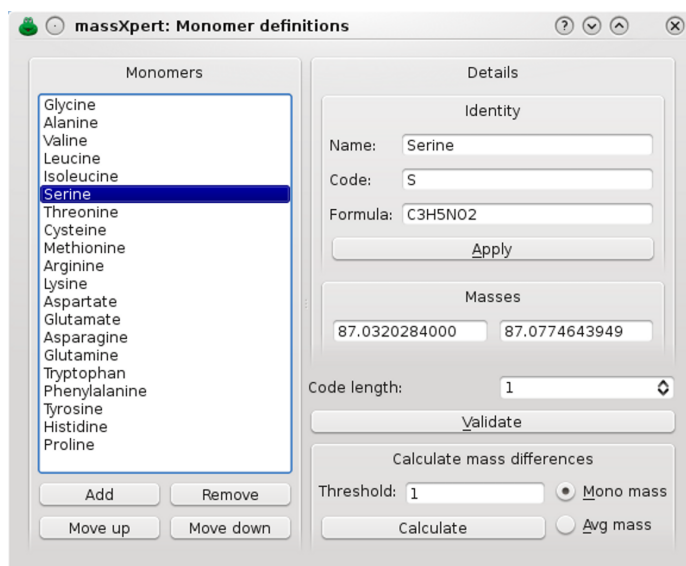 massXpert: Monomer definitions
Monomers
Glycine
Alanine
Valine
Leucine
Isoleucine
Serine
Threonine
Cysteine
Methionine
Arginine
Lysine
Aspartate
Glutamate
Asparagine
Glutamine
Tryptophan
Phenylalanine
Tyrosine
Histidine
Proline
Add Remove
Move up Move down
Details
Identity
Name: Serine
Code: S
Formula: C3H5NO2
Apply
Masses
87.0320284000 87.0774643949
Code length: 1
Validate
Calculate mass differences
Threshold: 1 Mono mass
Calculate Avg mass